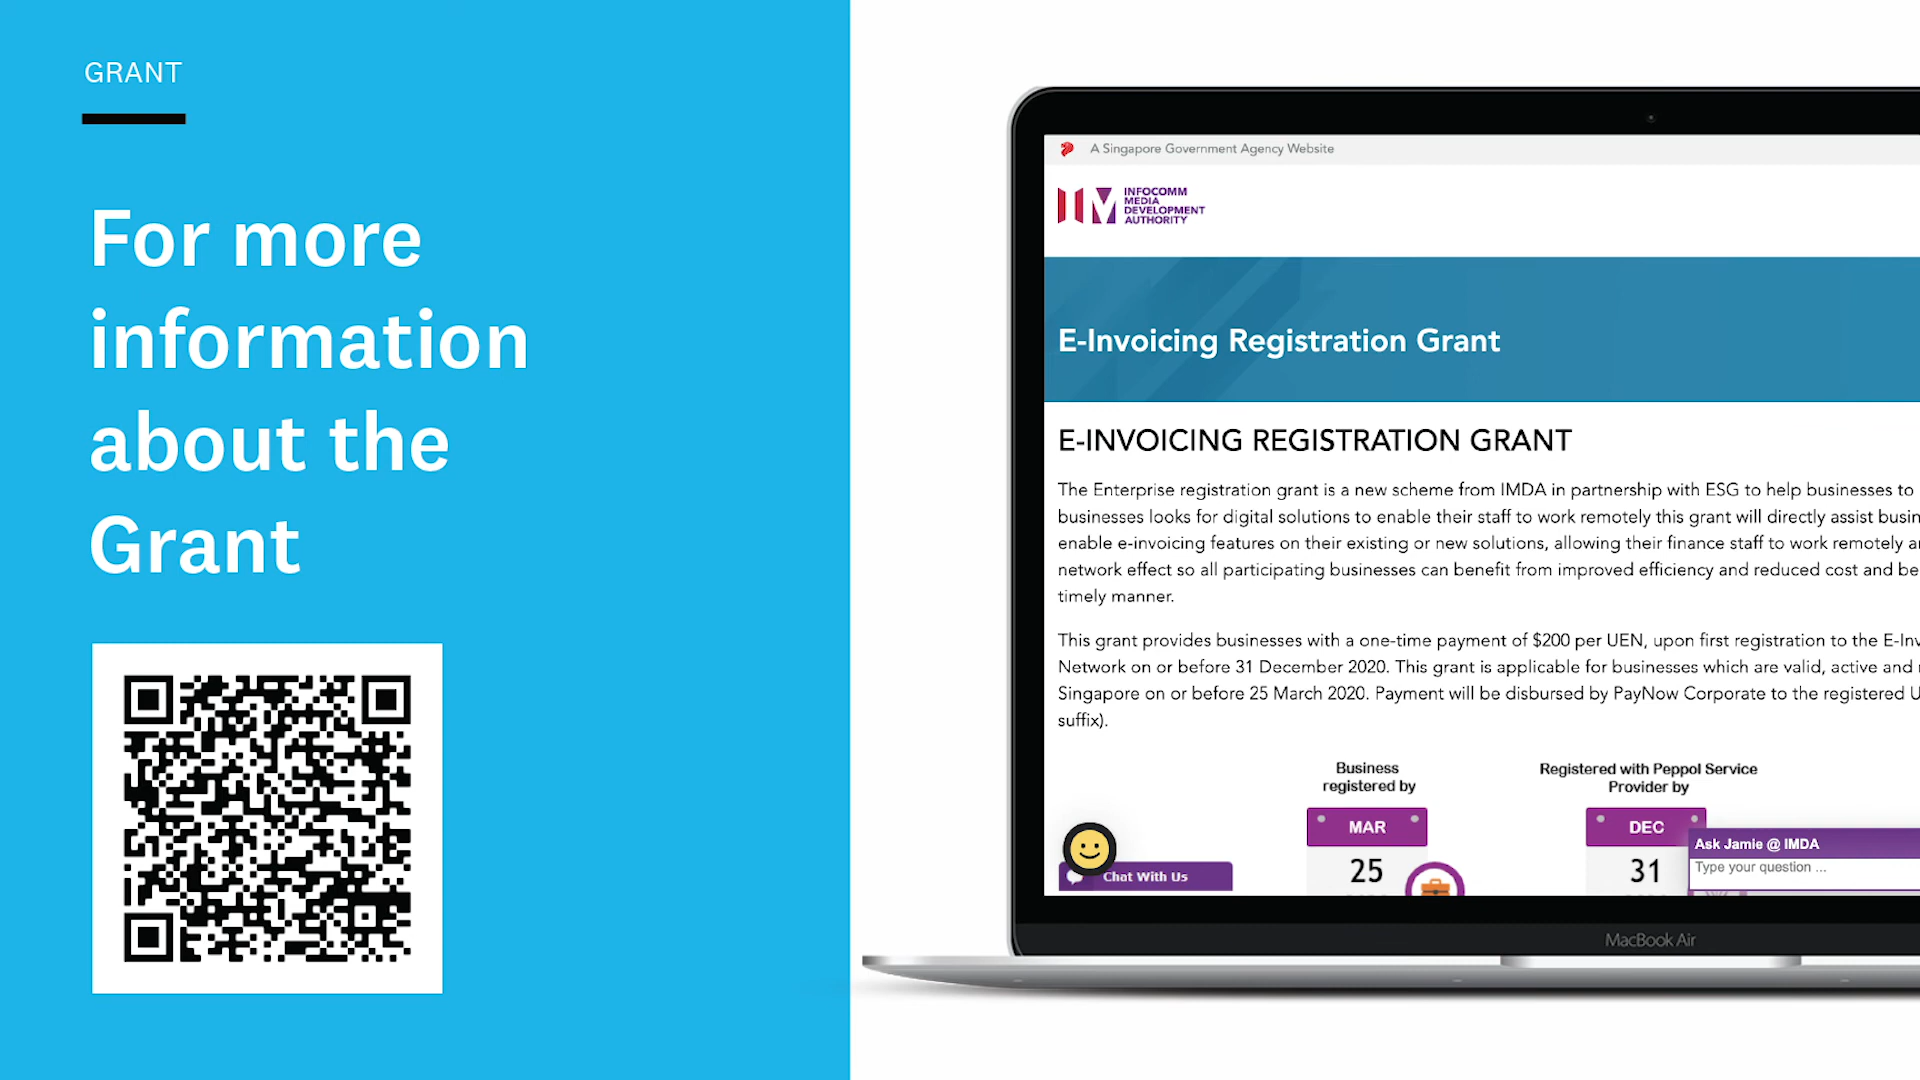 GRANT
For more
information
about the
Grant
A Singapore Government Agency Website
INFOCOMM
MEDIA
DEVELOPMENT
AUTHORITY
E-Invoicing Registration Grant
E-INVOICING REGISTRATION GRANT
The Enterprise registration grant is a new scheme from IMDA in partnership with ESG to help businesses to
businesses looks for digital solutions to enable their staff to work remotely this grant will directly assist busin
enable e-invoicing features on their existing or new solutions, allowing their finance staff to work remotely a
network effect so all participating businesses can benefit from improved efficiency and reduced cost and be
timely manner.
This grant provides businesses with a one-time payment of $200 per UEN, upon first registration to the E-Inv
Network on or before 31 December 2020. This grant is applicable for businesses which are valid, active and
Singapore on or before 25 March 2020. Payment will be disbursed by PayNow Corporate to the registered U
suffix).
Business
registered by
MAR
25
Registered with Peppol Service
Provider by
DEC
31
Ask Jamie @ IMDA
Type your question ...
Chat With Us
MacBook Air